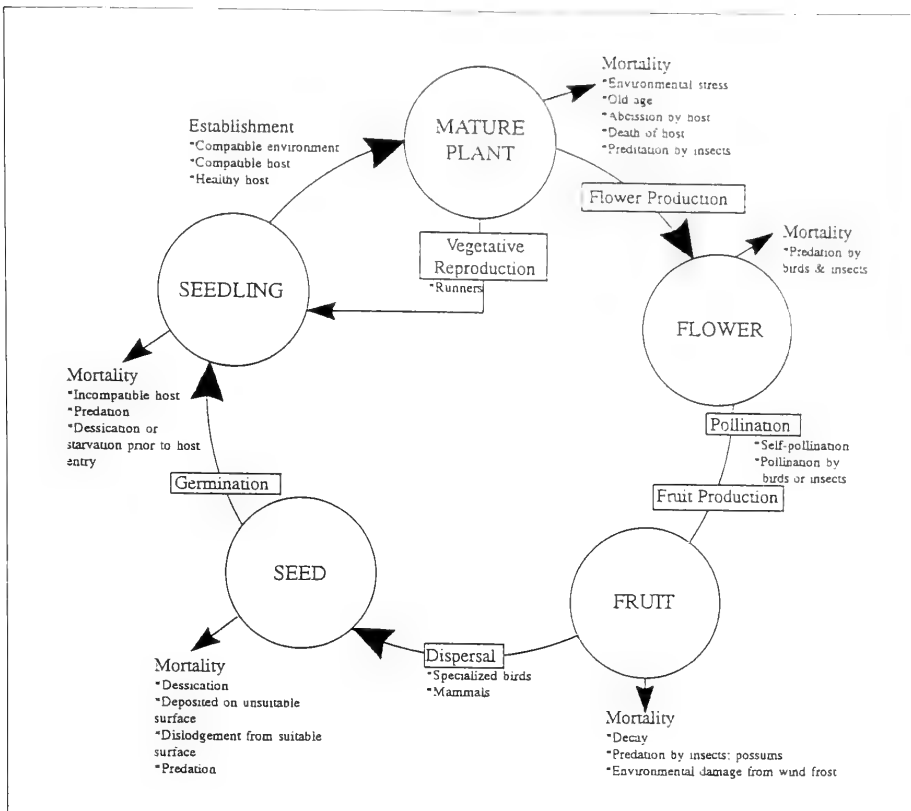 MATURE
PLANT
Mortality
*Environmental stress
*Old age
*Abcission by host
*Death of host
*Preditation by insects
Flower Production
Mortality
*Predation by
birds & insects
FLOWER
Pollination
*Self-pollination
*Pollination by
birds or insects
Fruit Production
FRUIT
Mortality
*Decay
*Predation by insects: possums
*Environmental damage from wind frost
Dispersal
*Specialized birds
*Mammals
SEED
Mortality
*Dessication
*Deposited on unsuitable
surface
*Dislodgement from suitable
surface
*Predation
Germination
SEEDLING
Mortality
*Incompatible host
*Predation
*Dessication or
starvation prior to host
entry
Establishment
*Compatible environment
*Compatible host
*Healthy host
Vegetative
Reproduction
*Runners